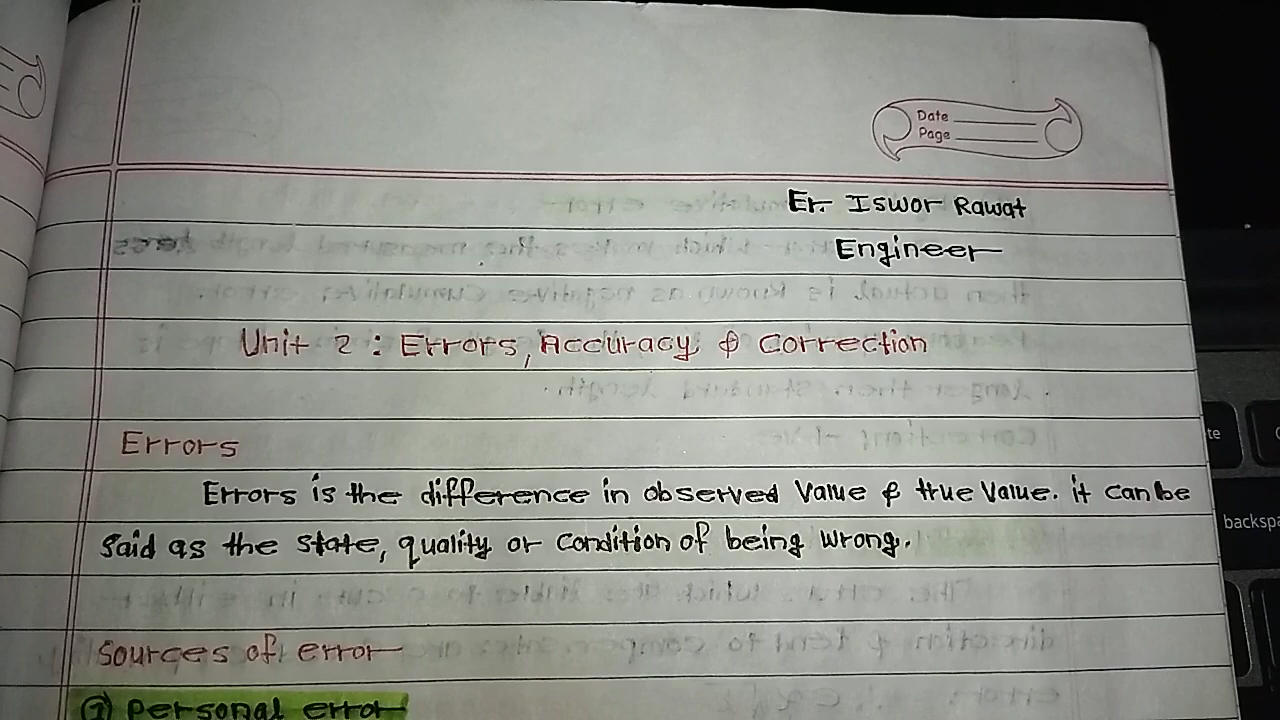 Date
Page
Er. Iswor Rawat
Engineer
Unit 2 : Errors, Accuracy & Correction
Errors
Errors is the difference in observed Value & true Value. it can be
Said as the state, quality or condition of being wrong.
Sources of error
① Personal error
te
backspa